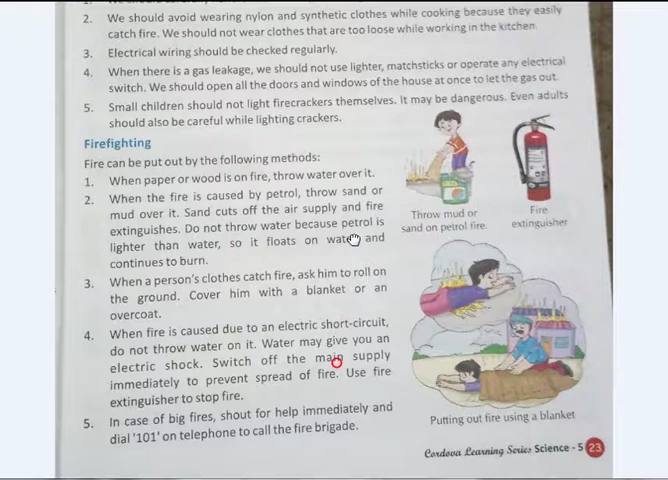 2. We should avoid wearing nylon and synthetic clothes while cooking because they easily
catch fire. We should not wear clothes that are too loose while working in the kitchen.
3. Electrical wiring should be checked regularly.
4. When there is a gas leakage, we should not use lighter, matchsticks or operate any electrical
switch. We should open all the doors and windows of the house at once to let the gas out.
5. Small children should not light firecrackers themselves. It may be dangerous. Even adults
should also be careful while lighting crackers.
Firefighting
Fire can be put out by the following methods:
1. When paper or wood is on fire, throw water over it.
2. When the fire is caused by petrol, throw sand or
mud over it. Sand cuts off the air supply and fire
extinguishes. Do not throw water because petrol is
lighter than water, so it floats on water and
continues to burn.
3. When a person's clothes catch fire, ask him to roll on
the ground. Cover him with a blanket or an
overcoat.
4. When fire is caused due to an electric short-circuit,
do not throw water on it. Water may give you an
electric shock. Switch off the main supply
immediately to prevent spread of fire. Use fire
extinguisher to stop fire.
5. In case of big fires, shout for help immediately and
dial '101' on telephone to call the fire brigade.
Throw mud or
sand on petrol fire.
Fire
extinguisher
Putting out fire using a blanket
Cordova Learning Series Science - 5 23